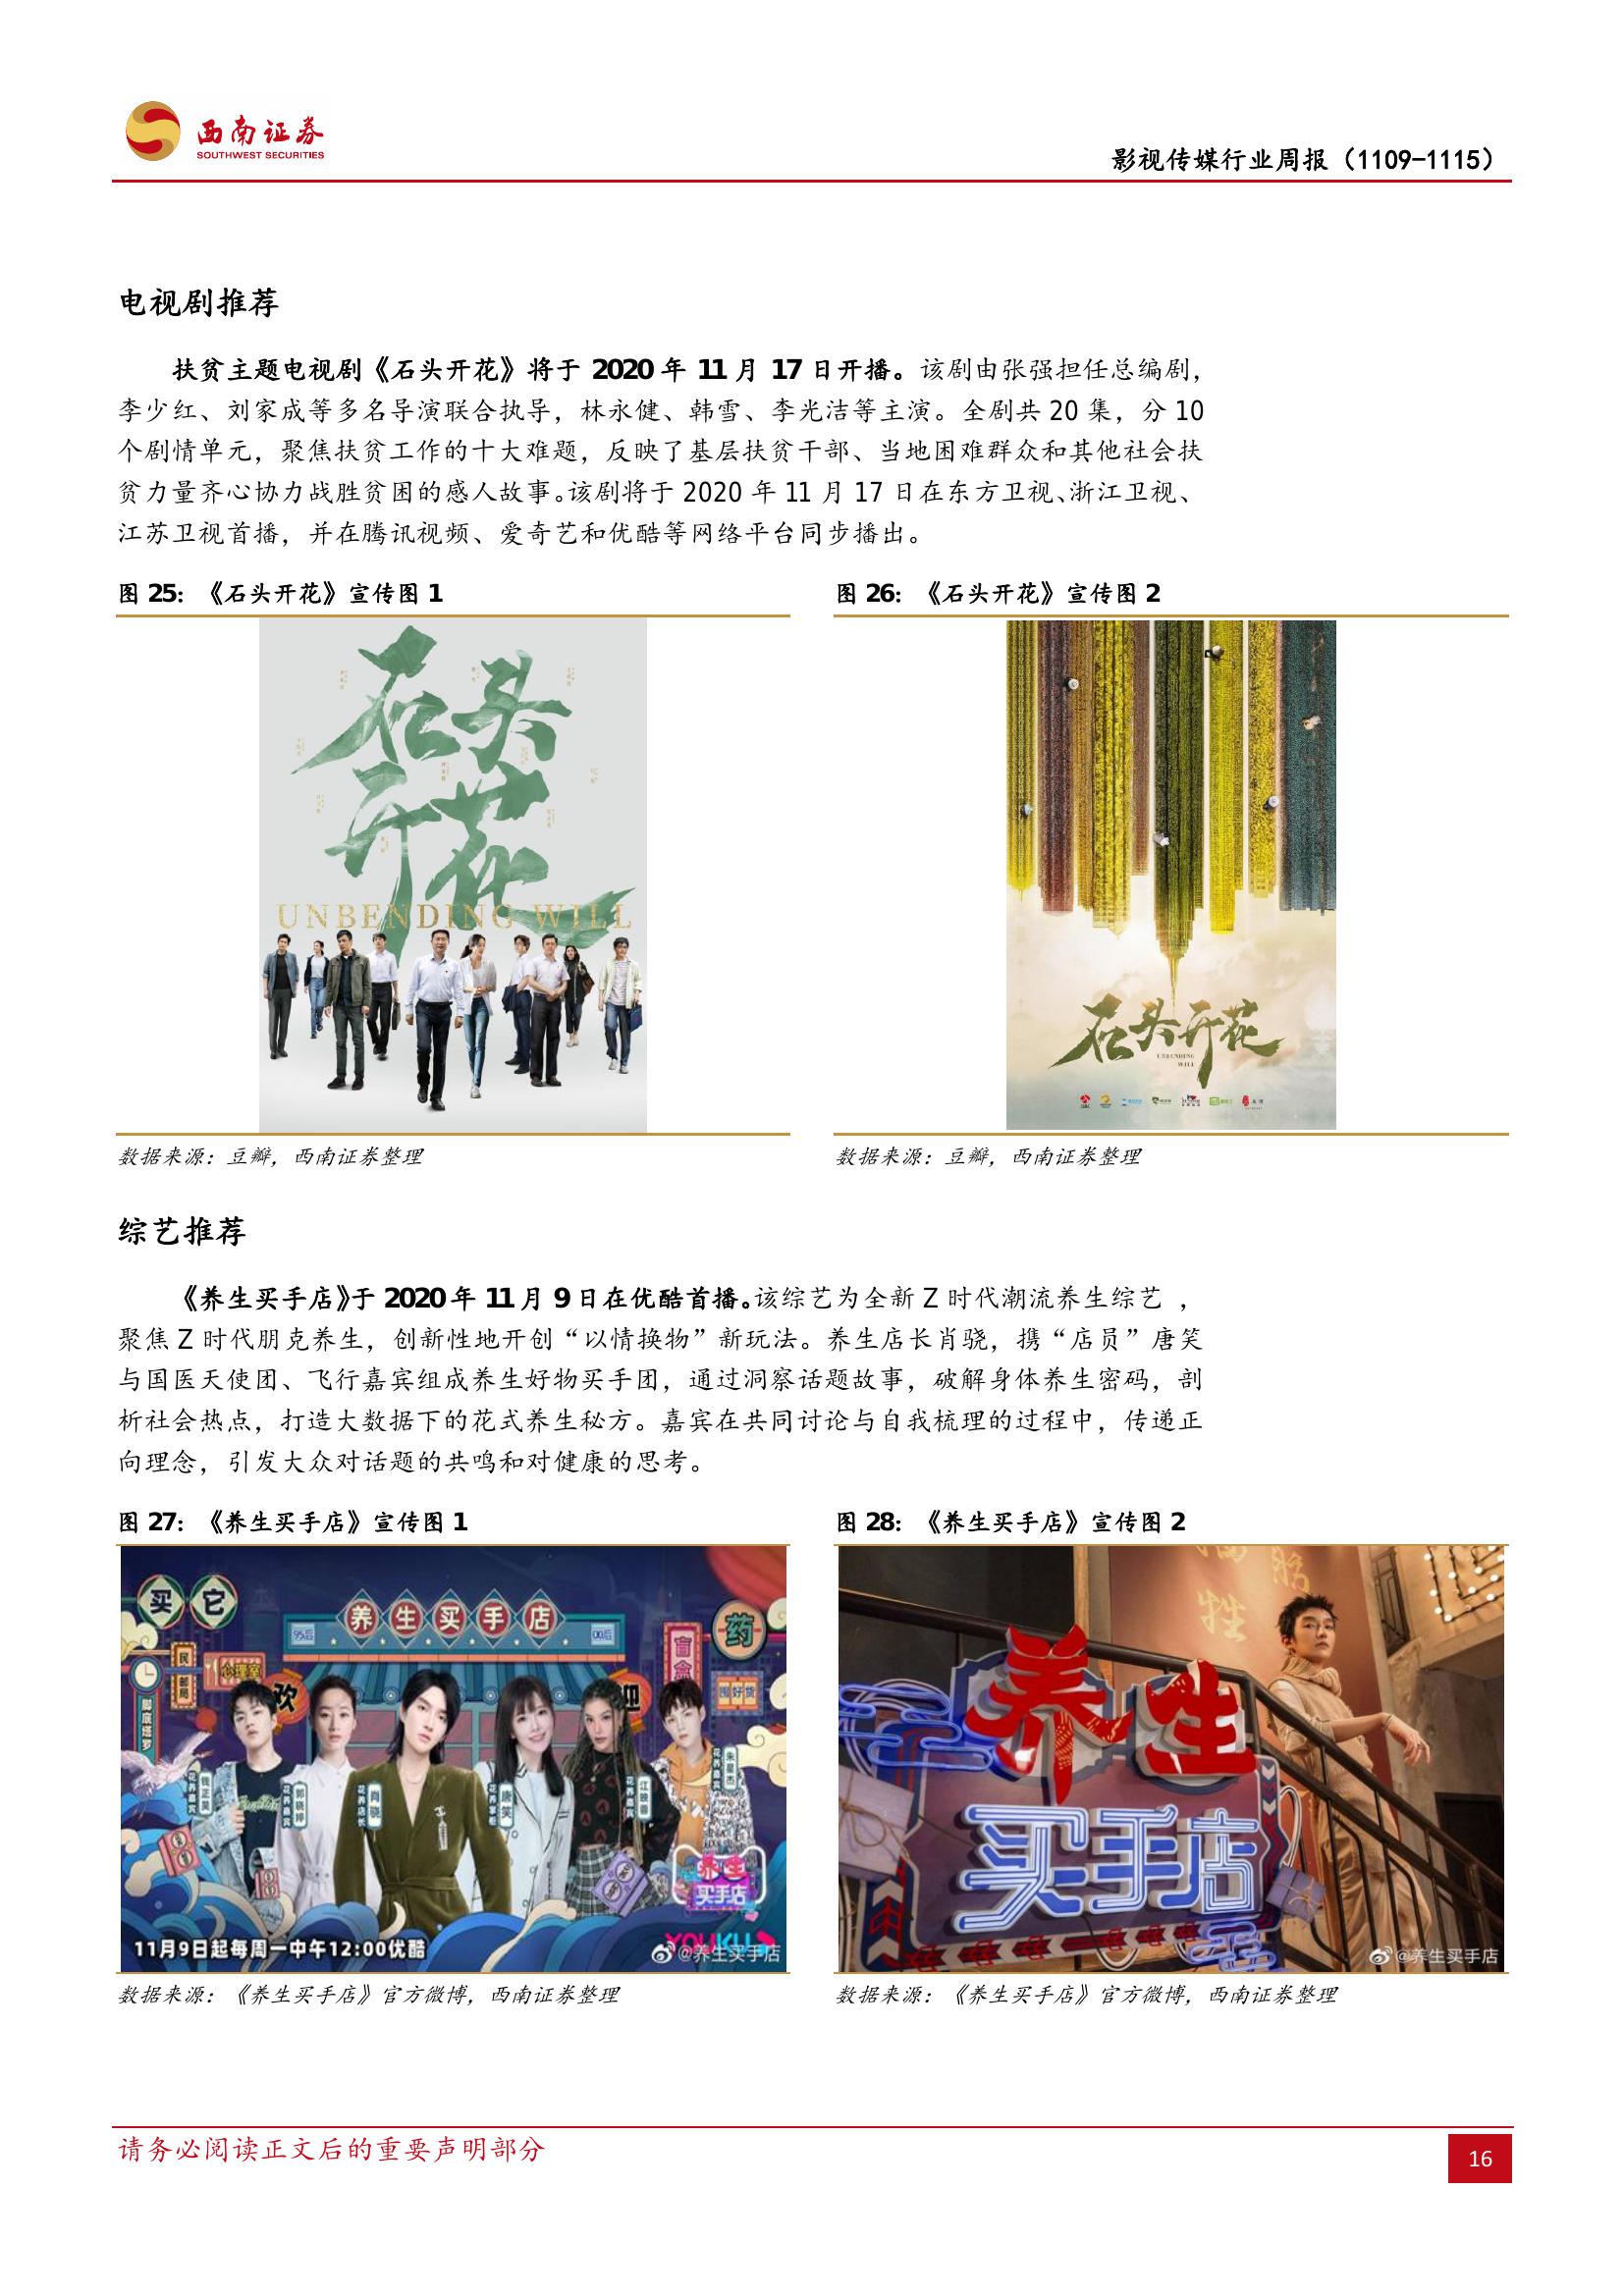 西南证券
SOUTHWEST SECURITIES
影视传媒行业周报（1109-1115）
电视剧推荐
扶贫主题电视剧《石头开花》将于 2020 年 11 月 17 日开播。该剧由张强担任总编剧，
李少红、刘家成等多名导演联合执导，林永健、韩雪、李光洁等主演。全剧共 20 集，分 10
个剧情单元，聚焦扶贫工作的十大难题，反映了基层扶贫干部、当地困难群众和其他社会扶
贫力量齐心协力战胜贫困的感人故事。该剧将于 2020 年 11 月 17 日在东方卫视、浙江卫视、
江苏卫视首播，并在腾讯视频、爱奇艺和优酷等网络平台同步播出。
图 25：《石头开花》宣传图 1
图 26：《石头开花》宣传图 2
石头
开花
UNBENDING WILL
石头开花
UNBENDING
WILL
数据来源：豆瓣，西南证券整理
数据来源：豆瓣，西南证券整理
综艺推荐
《养生买手店》于 2020 年 11 月 9 日在优酷首播。该综艺为全新 Z 时代潮流养生综艺 ，
聚焦 Z 时代朋克养生，创新性地开创“以情换物”新玩法。养生店长肖骁，携“店员”唐笑
与国医天使团、飞行嘉宾组成养生好物买手团，通过洞察话题故事，破解身体养生密码，剖
析社会热点，打造大数据下的花式养生秘方。嘉宾在共同讨论与自我梳理的过程中，传递正
向理念，引发大众对话题的共鸣和对健康的思考。
图 27：《养生买手店》宣传图 1
图 28：《养生买手店》宣传图 2
买它
养生买手店
95后
00后
药
盲盒
囤好货
欢
迎
肖骁
唐笑
养生
买手店
YOUKU
11月9日起每周一中午12:00优酷
@养生买手店
养生
买手店
@养生买手店
数据来源：《养生买手店》官方微博，西南证券整理
数据来源：《养生买手店》官方微博，西南证券整理
请务必阅读正文后的重要声明部分
16